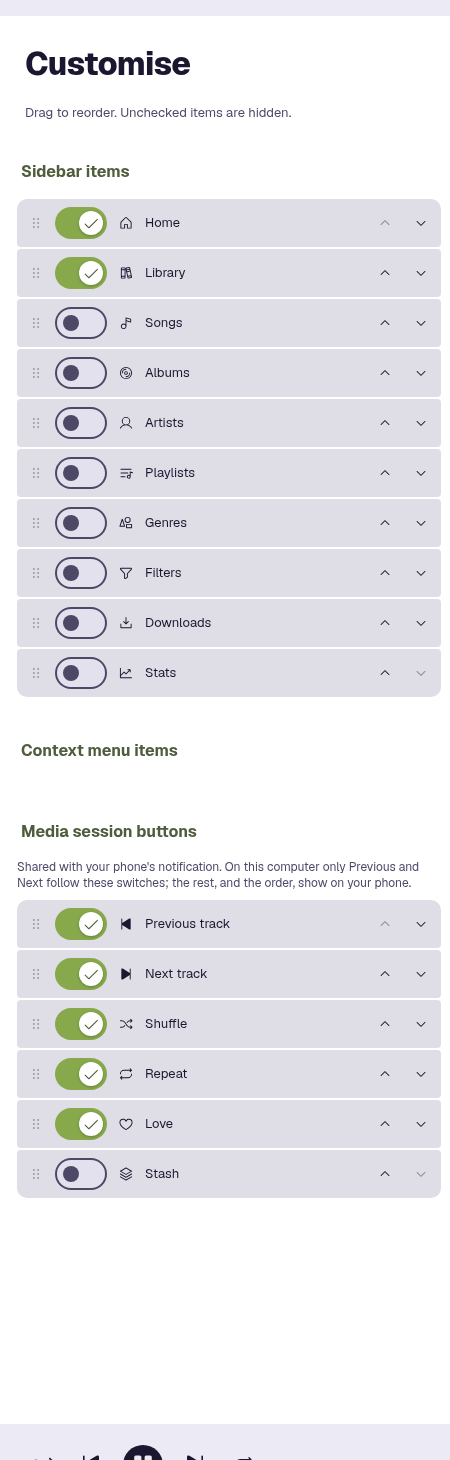 Customise
Drag to reorder. Unchecked items are hidden.
Sidebar items
Home
Library
Songs
Albums
Artists
Playlists
Genres
Filters
Downloads
Stats
Context menu items
Media session buttons
Shared with your phone's notification. On this computer only Previous and
Next follow these switches; the rest, and the order, show on your phone.
Previous track
Next track
Shuffle
Repeat
Love
Stash